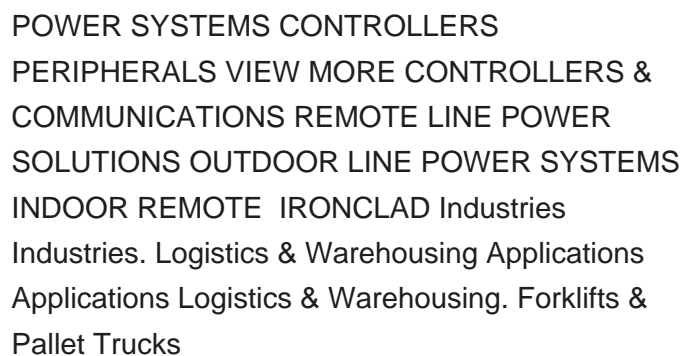 POWER SYSTEMS CONTROLLERS
PERIPHERALS VIEW MORE CONTROLLERS &
COMMUNICATIONS REMOTE LINE POWER
SOLUTIONS OUTDOOR LINE POWER SYSTEMS
INDOOR REMOTE  IRONCLAD Industries
Industries. Logistics & Warehousing Applications
Applications Logistics & Warehousing. Forklifts &
Pallet Trucks